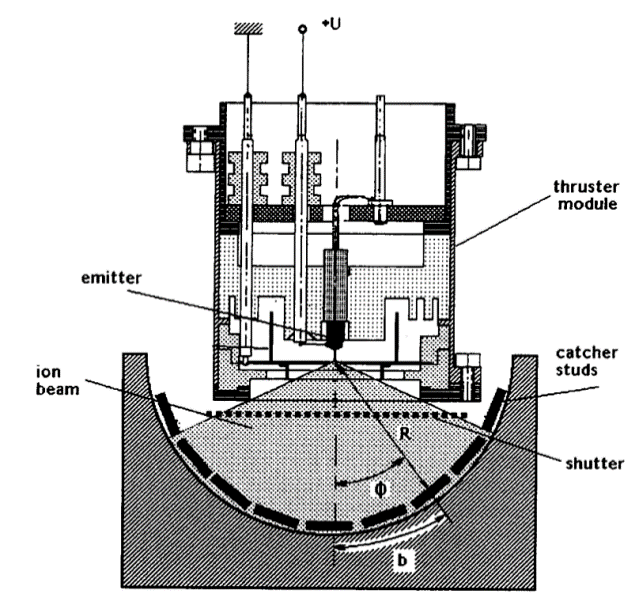 +U
thruster
module
emitter
catcher
studs
ion
beam
R
shutter
ϕ
b